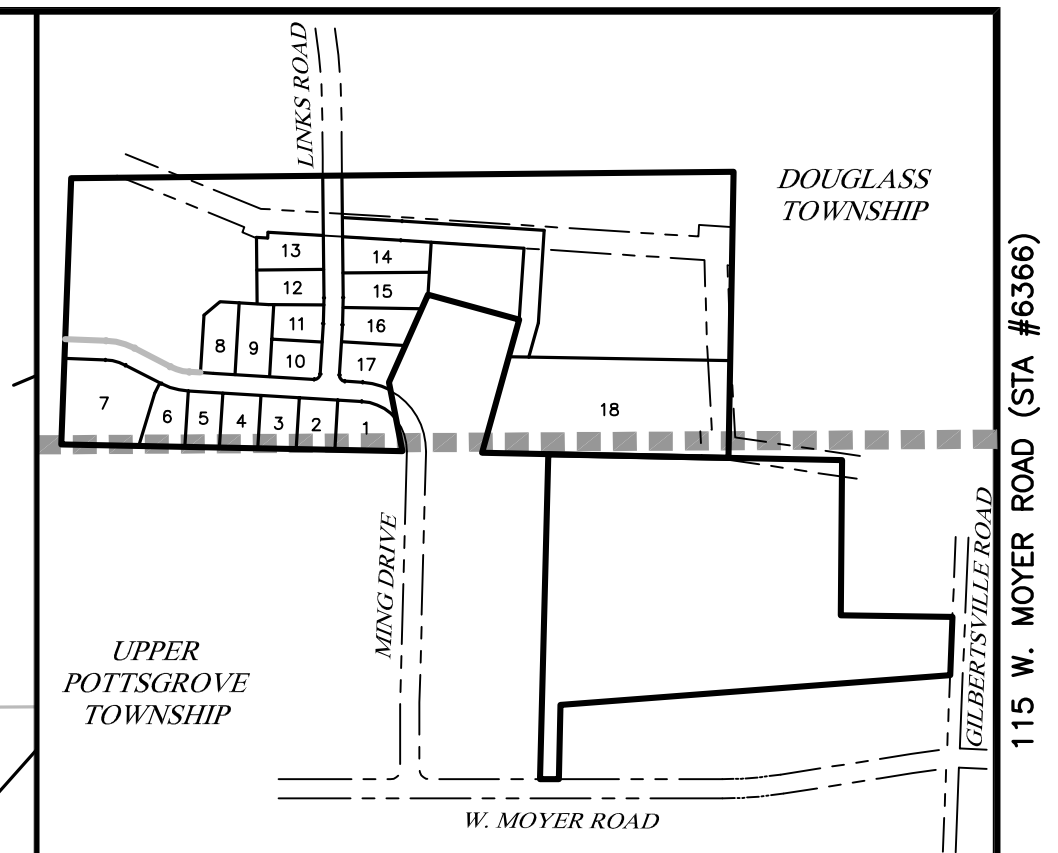 LINKS ROAD
DOUGLASS
TOWNSHIP
13
14
12
15
11
16
8
9
10
17
7
6
5
4
3
2
1
18
MING DRIVE
UPPER
POTTSGROVE
TOWNSHIP
GILBERTSVILLE ROAD
W. MOYER ROAD
115 W. MOYER ROAD (STA #6366)